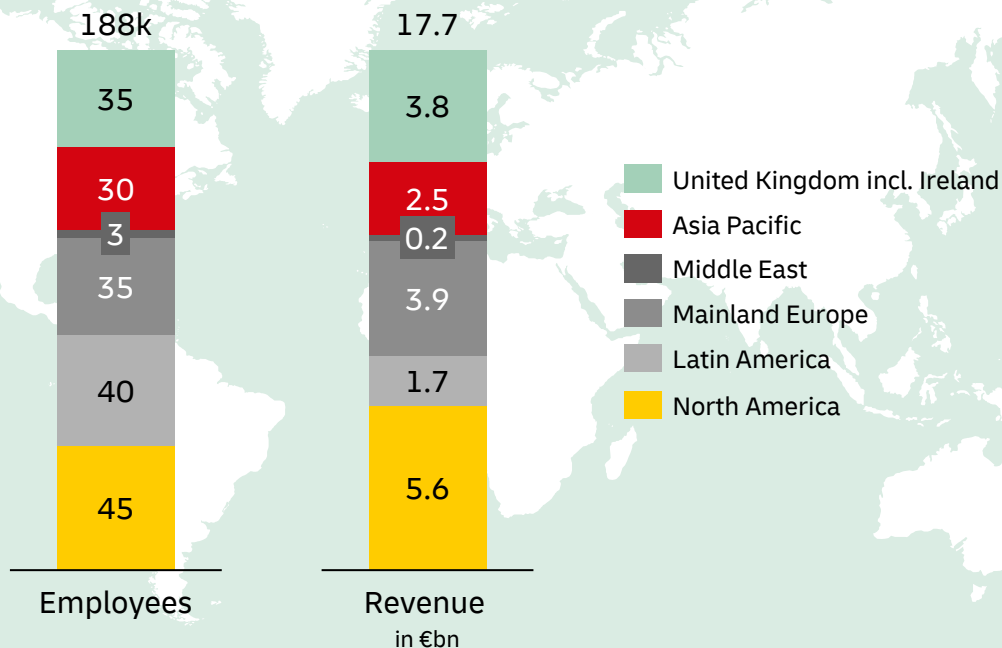 188k
35
30
3
35
40
45
Employees
17.7
3.8
2.5
0.2
3.9
1.7
5.6
Revenue
in €bn
United Kingdom incl. Ireland
Asia Pacific
Middle East
Mainland Europe
Latin America
North America